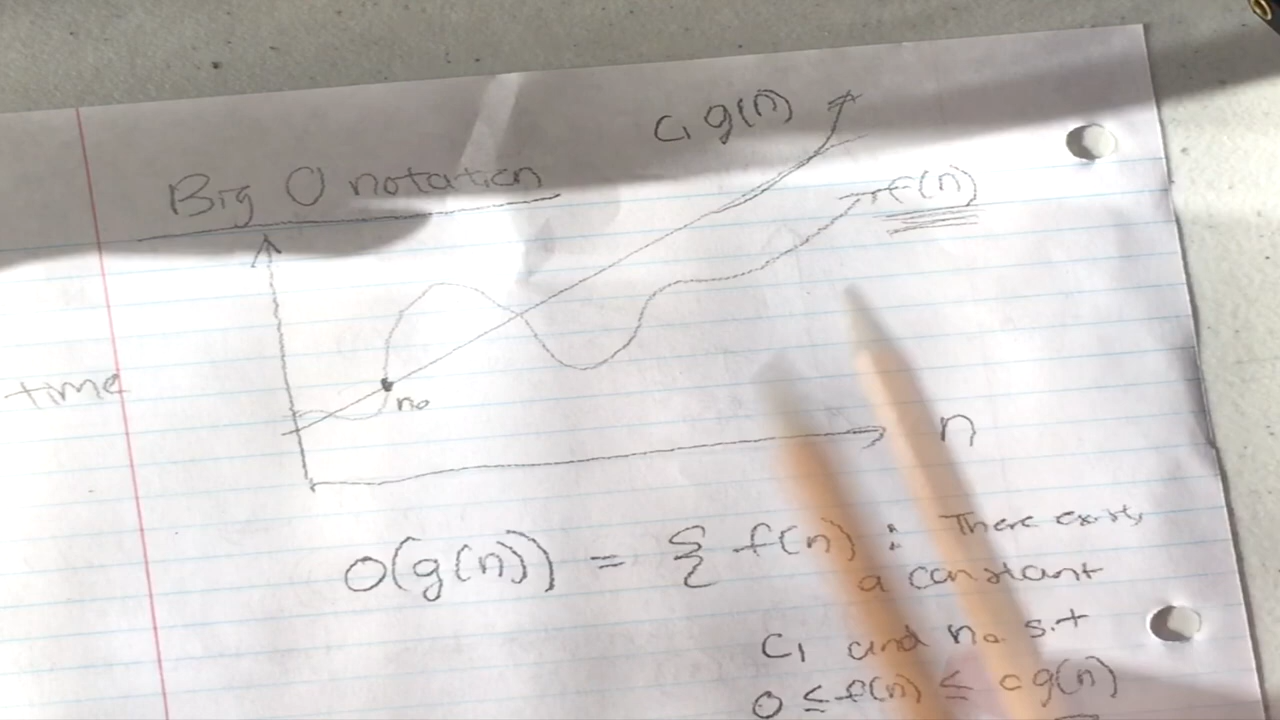 C₁ g(n)
Big O notation
f(n)
time
n₀
n
O(g(n)) = { f(n) : There exists
a constant
C₁ and n₀ s.t
0 ≤ f(n) ≤ c g(n)